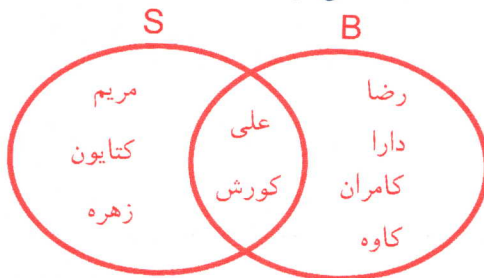 S
B
مریم
کتایون
زهره
علی
کورش
رضا
دارا
کامران
کاوه